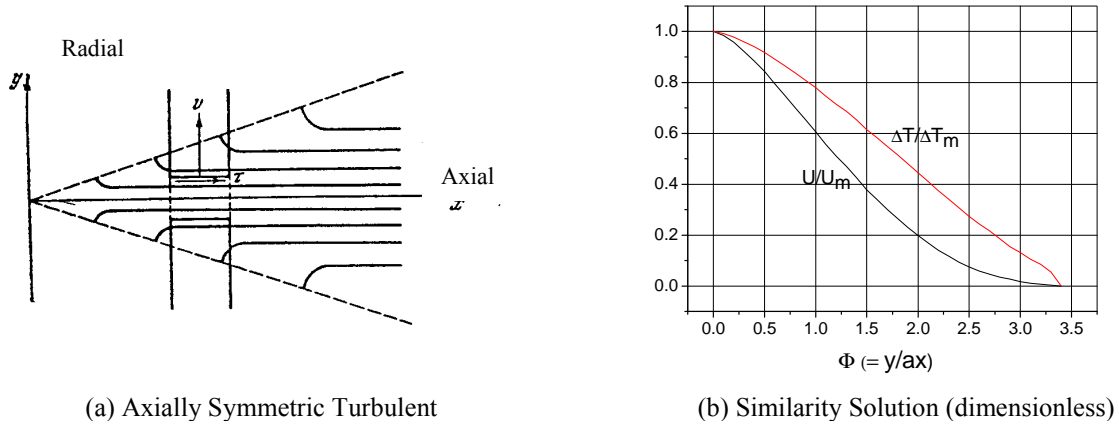 Radial
y
v
τ
Axial
x
(a) Axially Symmetric Turbulent
1.0
0.8
0.6
0.4
0.2
0.0
ΔT/ΔTm
U/Um
0.0 0.5 1.0 1.5 2.0 2.5 3.0 3.5
Φ (= y/ax)
(b) Similarity Solution (dimensionless)